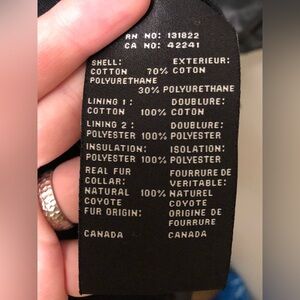 RN NO: 131822
CA NO: 42241
SHELL: EXTERIEUR:
COTTON 70% COTON
POLYURETHANE
30% POLYURETHANE
LINING 1: DOUBLURE:
COTTON 100% COTON
LINING 2: DOUBLURE:
POLYESTER 100% POLYESTER
INSULATION: ISOLATION:
POLYESTER 100% POLYESTER
REAL FUR FOURRURE DE
COLLAR: VERITABLE:
NATURAL 100% NATUREL
COYOTE COYOTE
FUR ORIGIN: ORIGINE DE
FOURRURE
CANADA CANADA